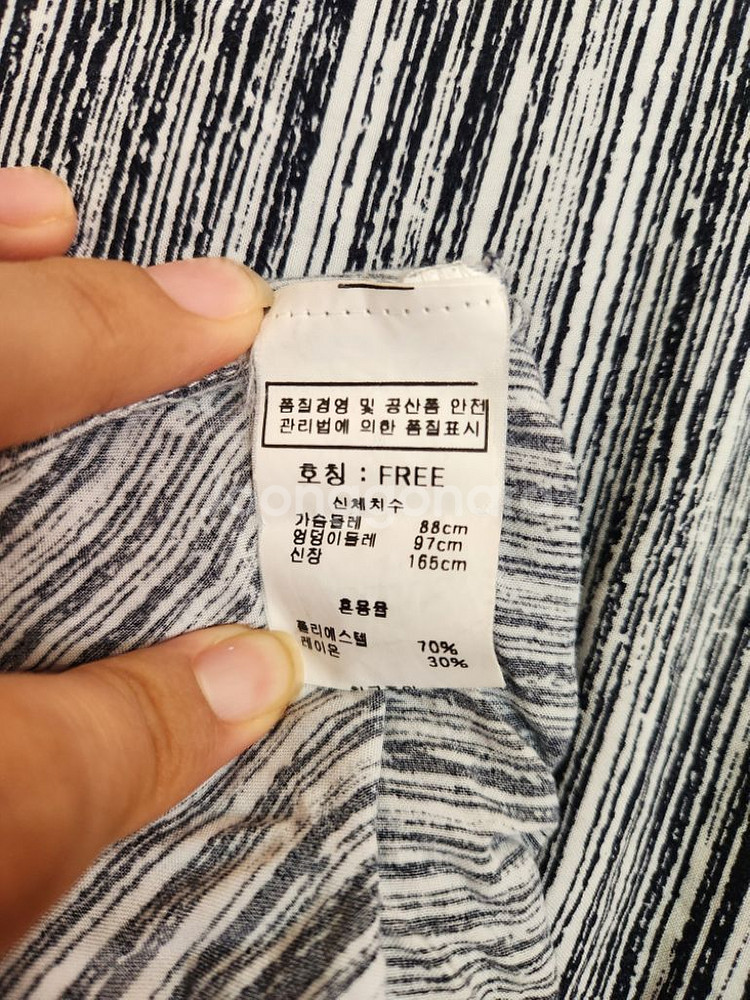 품질경영 및 공산품 안전
관리법에 의한 품질표시
호칭 : FREE
신체치수
가슴둘레 88cm
엉덩이둘레 97cm
신장 165cm
혼용율
폴리에스텔 70%
레이온 30%